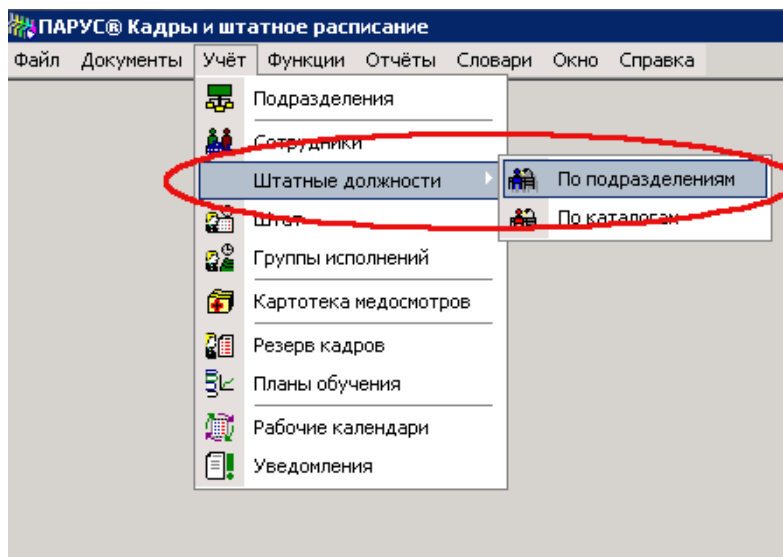 ПАРУС® Кадры и штатное расписание
Файл Документы Учёт Функции Отчёты Словари Окно Справка
Подразделения
Сотрудники
Штатные должности
По подразделениям
Штат
По каталогам
Группы исполнений
Картотека медосмотров
Резерв кадров
Планы обучения
Рабочие календари
Уведомления